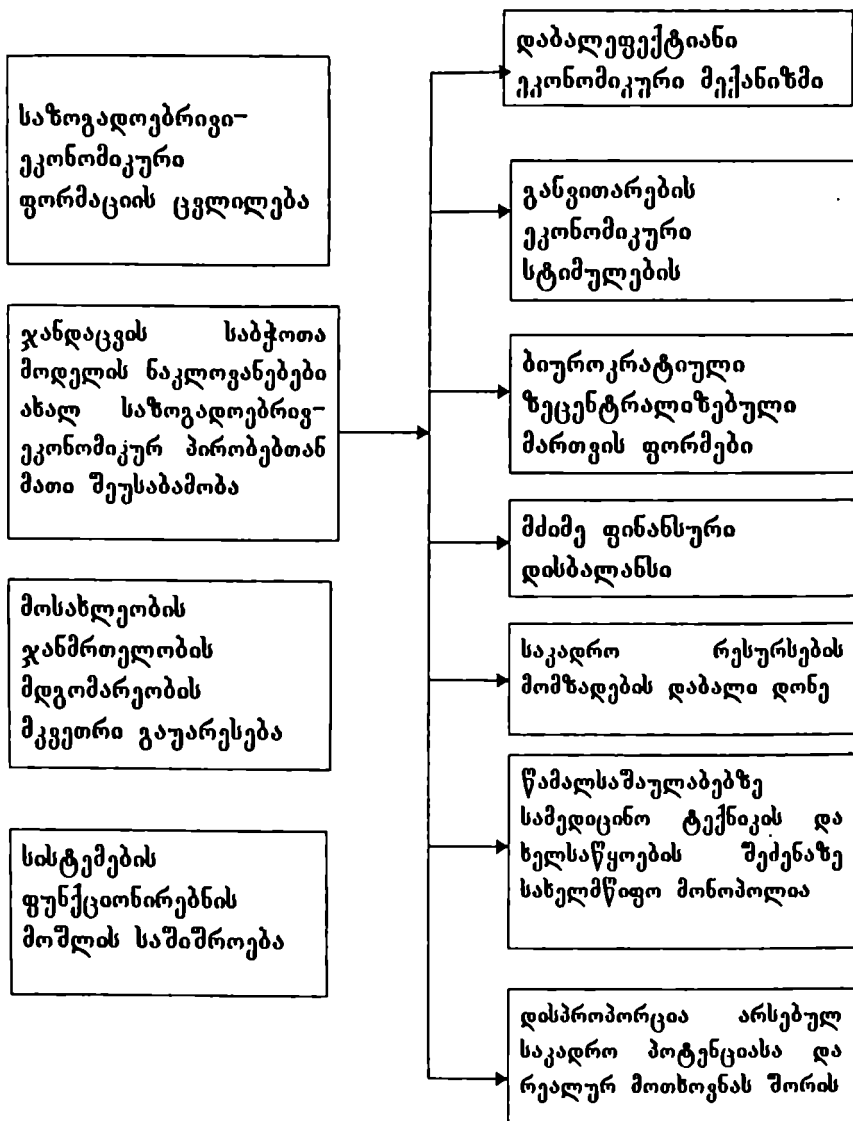 საზოგადოებრივი-
ეკონომიკური
ფორმაციის ცვლილება
ჯანდაცვის საბჭოთა
მოდელის ნაკლოვანებები
ახალ საზოგადოებრივ-
ეკონომიკურ პირობებთან
მათი შეუსაბამობა
მოსახლეობის
ჯანმრთელობის
მდგომარეობის
მკვეთრი გაუარესება
სისტემების
ფუნქციონირებნის
მოშლის საშიშროება
დაბალეფექტიანი
ეკონომიკური მექანიზმი
განვითარების
ეკონომიკური
სტიმულების
ბიუროკრატიული
ზეცენტრალიზებული
მართვის ფორმები
მძიმე ფინანსური
დისბალანსი
საკადრო რესურსების
მომზადების დაბალი დონე
წამალსაშაულაბებზე
სამედიცინო ტექნიკის და
ხელსაწყოების შეძენაზე
სახელმწიფო მონოპოლია
დისპროპორცია არსებულ
საკადრო პოტენციასა და
რეალურ მოთხოვნას შორის